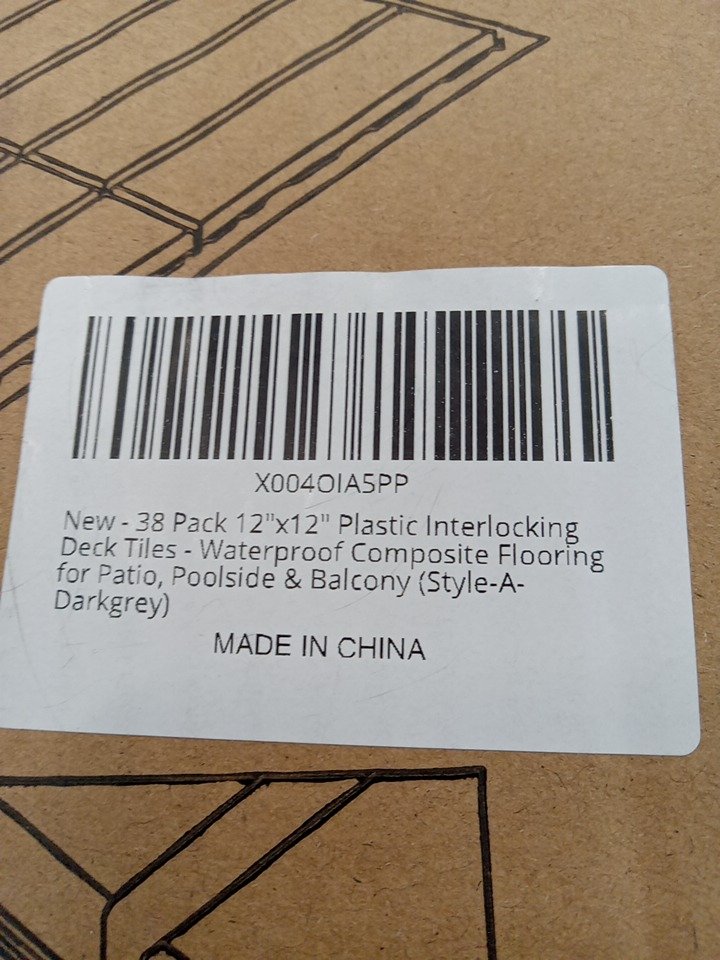 X004OIA5PP
New - 38 Pack 12"x12" Plastic Interlocking
Deck Tiles - Waterproof Composite Flooring
for Patio, Poolside & Balcony (Style-A-
Darkgrey)
MADE IN CHINA